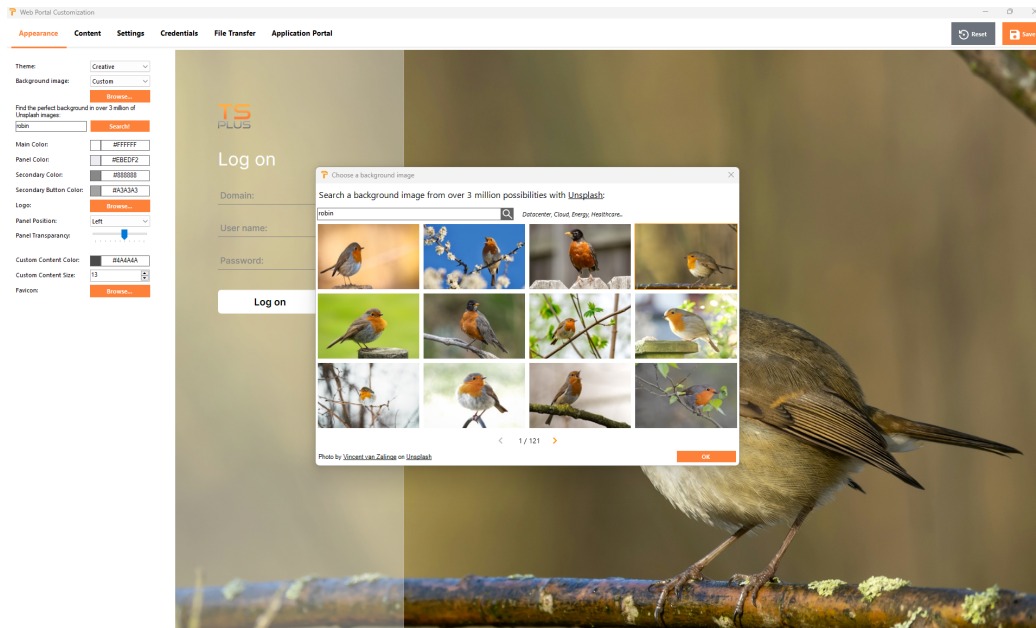 Web Portal Customization
Appearance Content Settings Credentials File Transfer Application Portal
Reset
Save
Theme: Creative
Background image: Custom
Browse...
Find the perfect background in over 3 million of
Unsplash images:
robin Search!
Main Color: #FFFFFF
Panel Color: #EBEDF2
Secondary Color: #888888
Secondary Button Color: #A3A3A3
Logo: Browse...
Panel Position: Left
Panel Transparency:
Custom Content Color: #4A4A4A
Custom Content Size: 13
Favicon: Browse...
TS
PLUS
Log on
Domain:
User name:
Password:
Log on
Choose a background image
Search a background image from over 3 million possibilities with Unsplash:
robin Datacenter, Cloud, Energy, Healthcare...
1 / 121
Photo by Vincent van Zalinge on Unsplash
OK